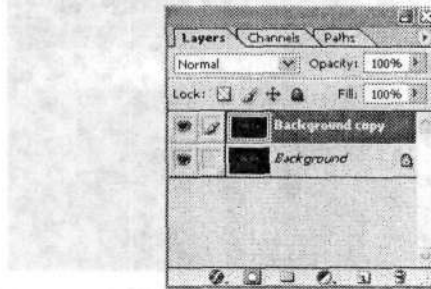 Layers Channels Paths
Normal Opacity: 100%
Lock: Fill: 100%
Background copy
Background